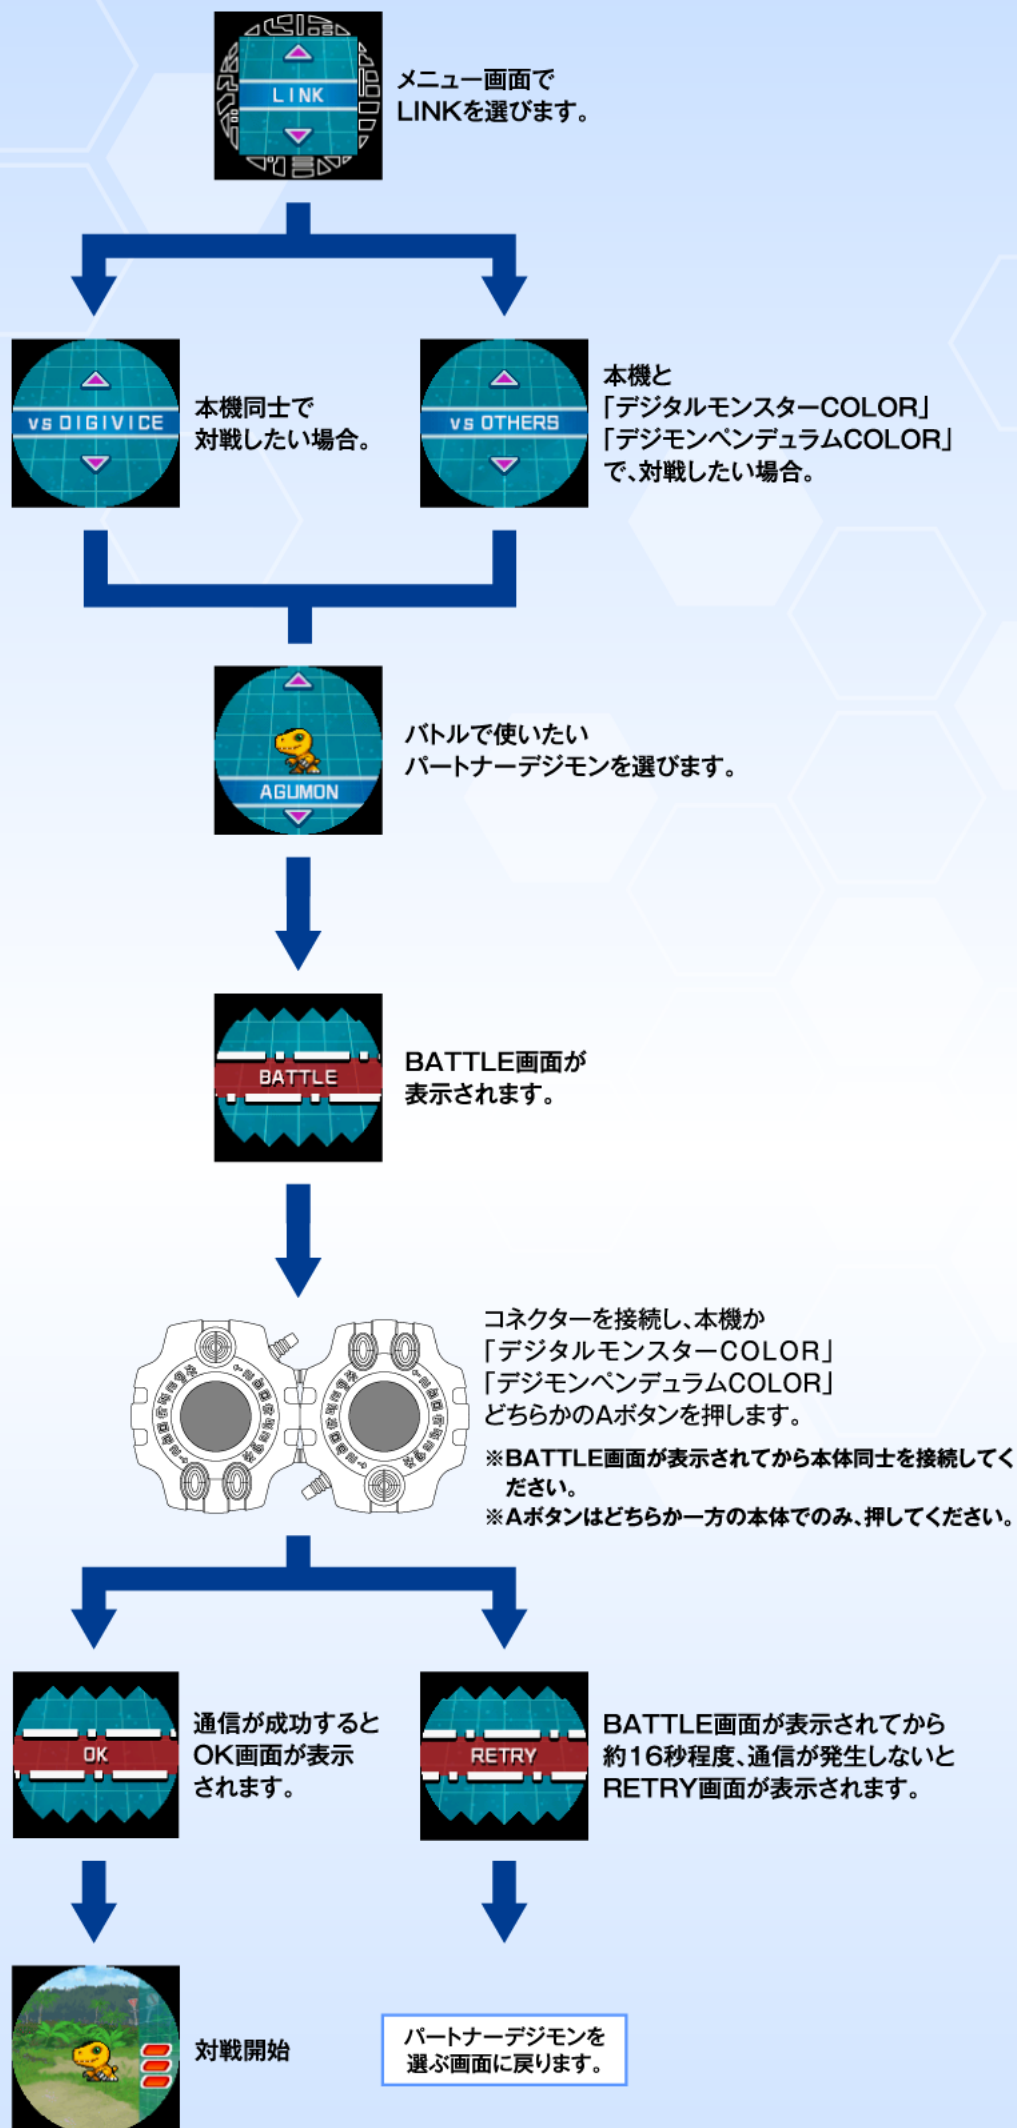 LINK
メニュー画面で
LINKを選びます。
vs DIGIVICE
本機同士で
対戦したい場合。
vs OTHERS
本機と
「デジタルモンスターCOLOR」
「デジモンペンデュラムCOLOR」
で、対戦したい場合。
AGUMON
バトルで使いたい
パートナーデジモンを選びます。
BATTLE
BATTLE画面が
表示されます。
コネクターを接続し、本機か
「デジタルモンスターCOLOR」
「デジモンペンデュラムCOLOR」
どちらかのAボタンを押します。
※BATTLE画面が表示されてから本体同士を接続してく
ださい。
※Aボタンはどちらか一方の本体でのみ、押してください。
OK
通信が成功すると
OK画面が表示
されます。
RETRY
BATTLE画面が表示されてから
約16秒程度、通信が発生しないと
RETRY画面が表示されます。
対戦開始
パートナーデジモンを
選ぶ画面に戻ります。